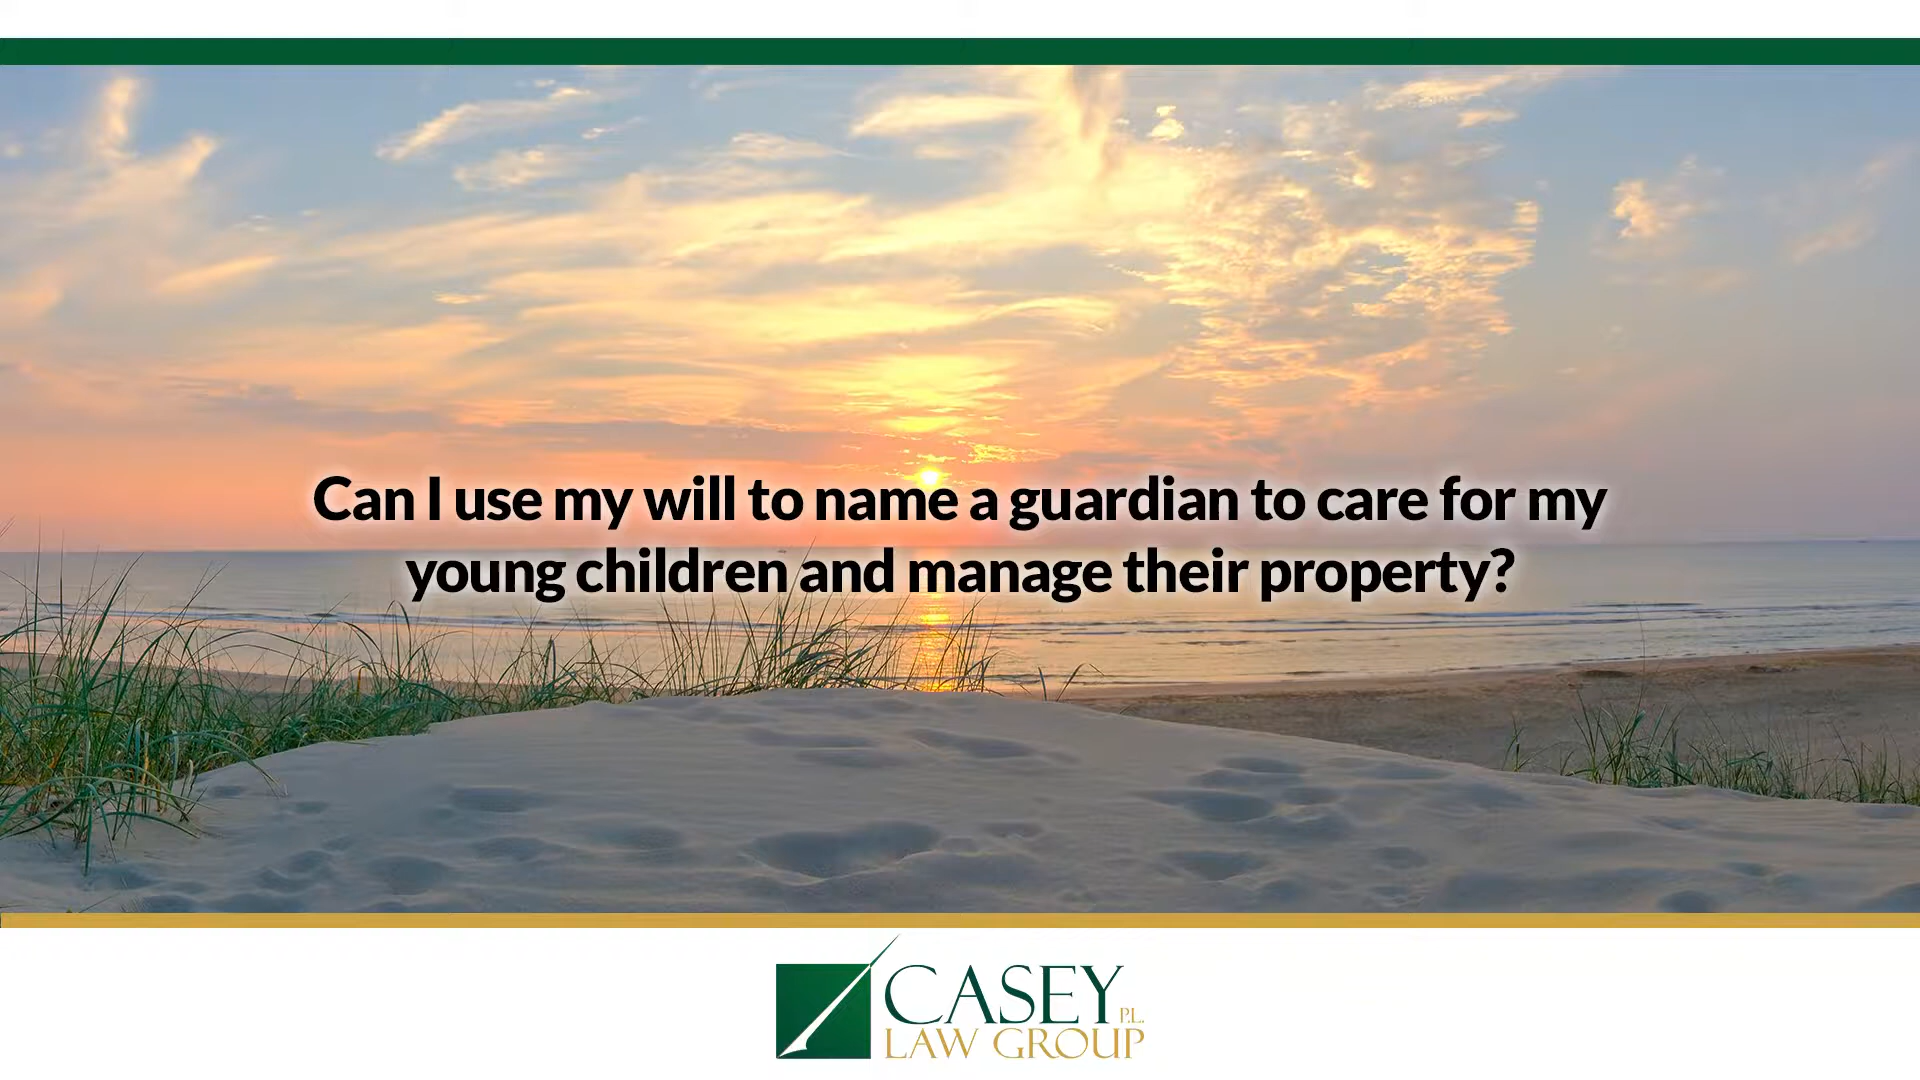 Can I use my will to name a guardian to care for my
young children and manage their property?
CASEY P.L.
LAW GROUP